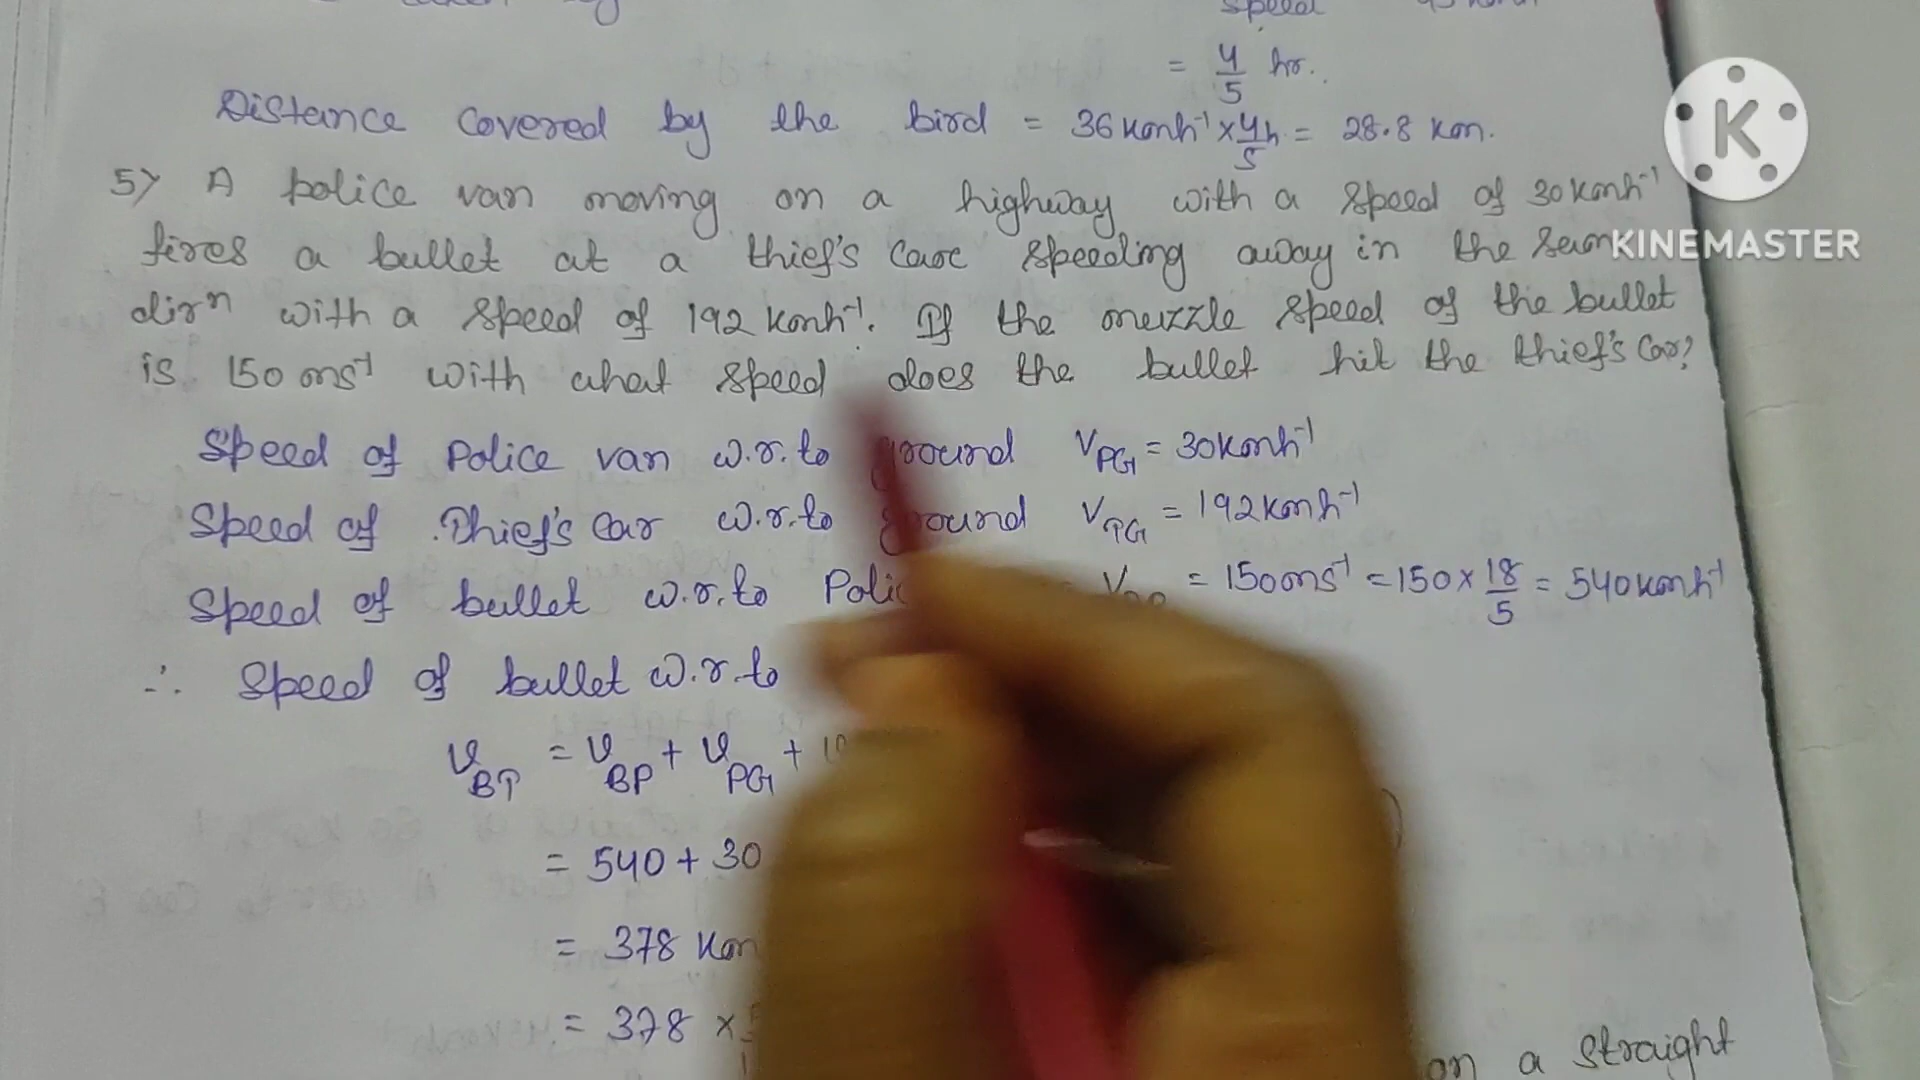 speed
= 4/5 hr.
Distance covered by the bird = 36 kmh⁻¹ × 4/5 h = 28.8 km.
5) A police van moving on a highway with a speed of 30 kmh⁻¹
fires a bullet at a thief's car speeding away in the
dirⁿ with a speed of 192 kmh⁻¹. If the muzzle speed of the bullet
is 150 ms⁻¹ with what speed does the bullet hit the thief's car?
Speed of Police van w.r.to ground V_PG = 30 kmh⁻¹
Speed of Thief's car w.r.to ground V_TG = 192 kmh⁻¹
Speed of bullet w.r.to = 150 ms⁻¹ = 150 × 18/5 = 540 kmh⁻¹
∴ Speed of bullet w.r.to
V_BT = V_BP + V_PG +
= 540 + 30
= 378
= 378 ×
on a straight
K
KINEMASTER